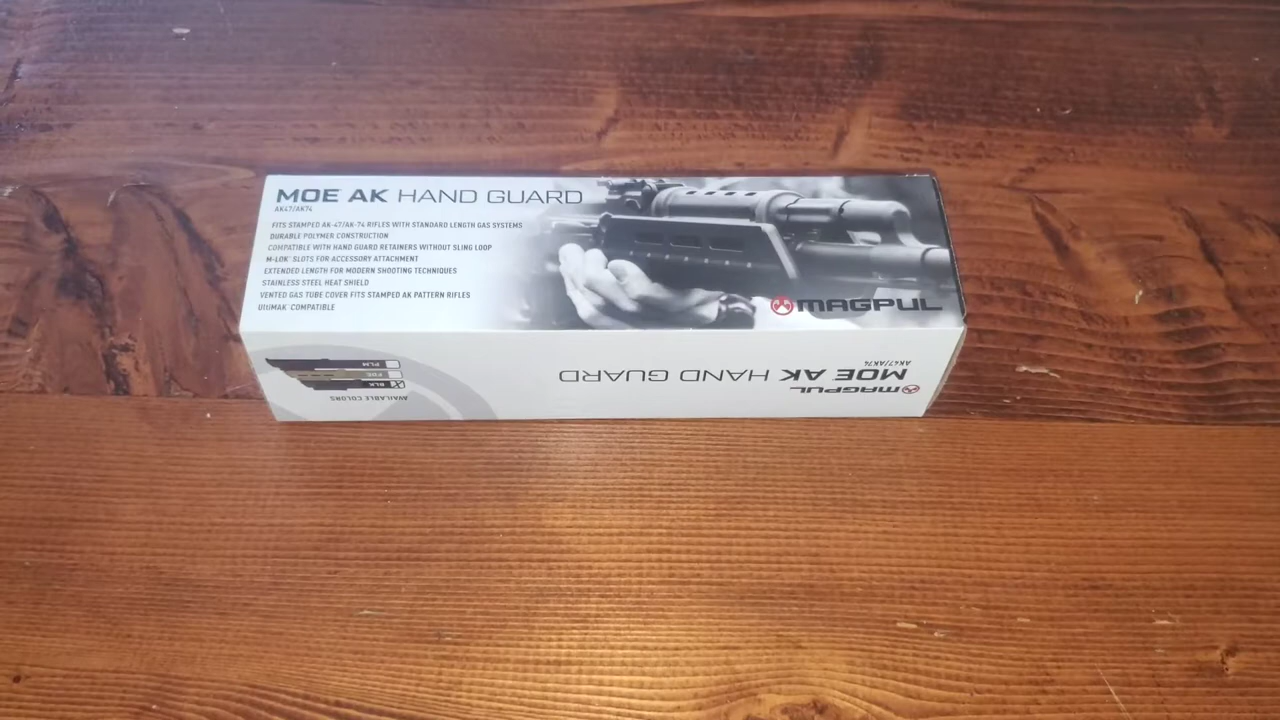 MOE AK HAND GUARD
AK47/AK74
FITS STAMPED AK-47/AK-74 RIFLES WITH STANDARD LENGTH GAS SYSTEMS
DURABLE POLYMER CONSTRUCTION
COMPATIBLE WITH HAND GUARD RETAINERS WITHOUT SLING LOOP
M-LOK™ SLOTS FOR ACCESSORY ATTACHMENT
EXTENDED LENGTH FOR MODERN SHOOTING TECHNIQUES
STAINLESS STEEL HEAT SHIELD
VENTED GAS TUBE COVER FITS STAMPED AK PATTERN RIFLES
UltiMAK™ COMPATIBLE
MAGPUL
MAGPUL
MOE AK HAND GUARD
AK47/AK74
AVAILABLE COLORS
BLK
FDE
PLM